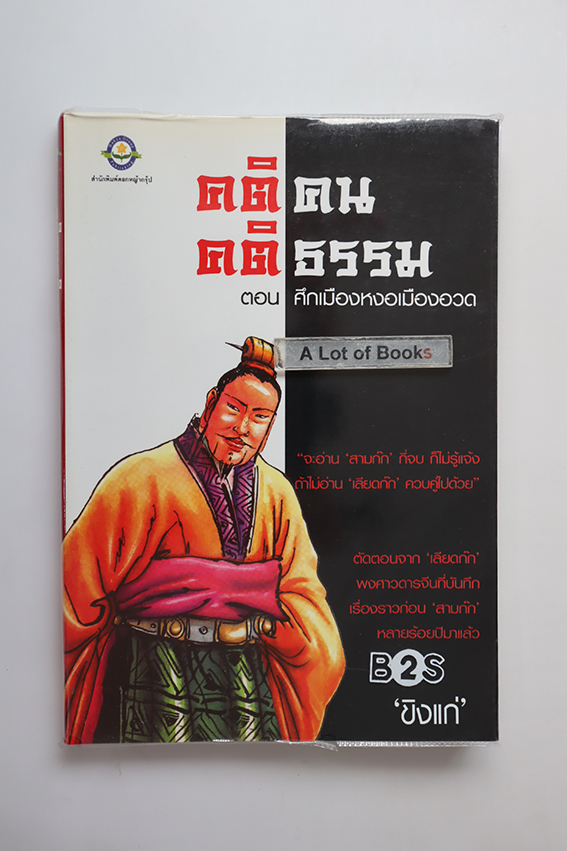 สำนักพิมพ์ดอกหญ้ากรุ๊ป
คติคน
คติธรรม
ตอน ศึกเมืองหงอเมืองอวด
A Lot of Books
“จะอ่าน ‘สามก๊ก’ กี่จบ ก็ไม่รู้แจ้ง
ถ้าไม่อ่าน ‘เลียดก๊ก’ ควบคู่ไปด้วย”
ตัดตอนจาก ‘เลียดก๊ก’
พงศาวดารจีนที่บันทึก
เรื่องราวก่อน ‘สามก๊ก’
หลายร้อยปีมาแล้ว
B2S
‘ขิงแก่’